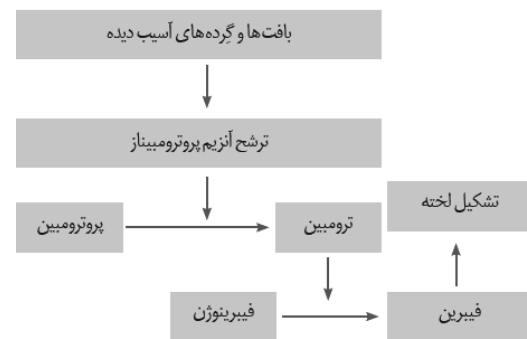 بافت‌ها و گِرده‌های آسیب دیده
ترشح آنزیم پروترومبیناز
تشکیل لخته
پروترومبین
ترومبین
فیبرینوژن
فیبرین